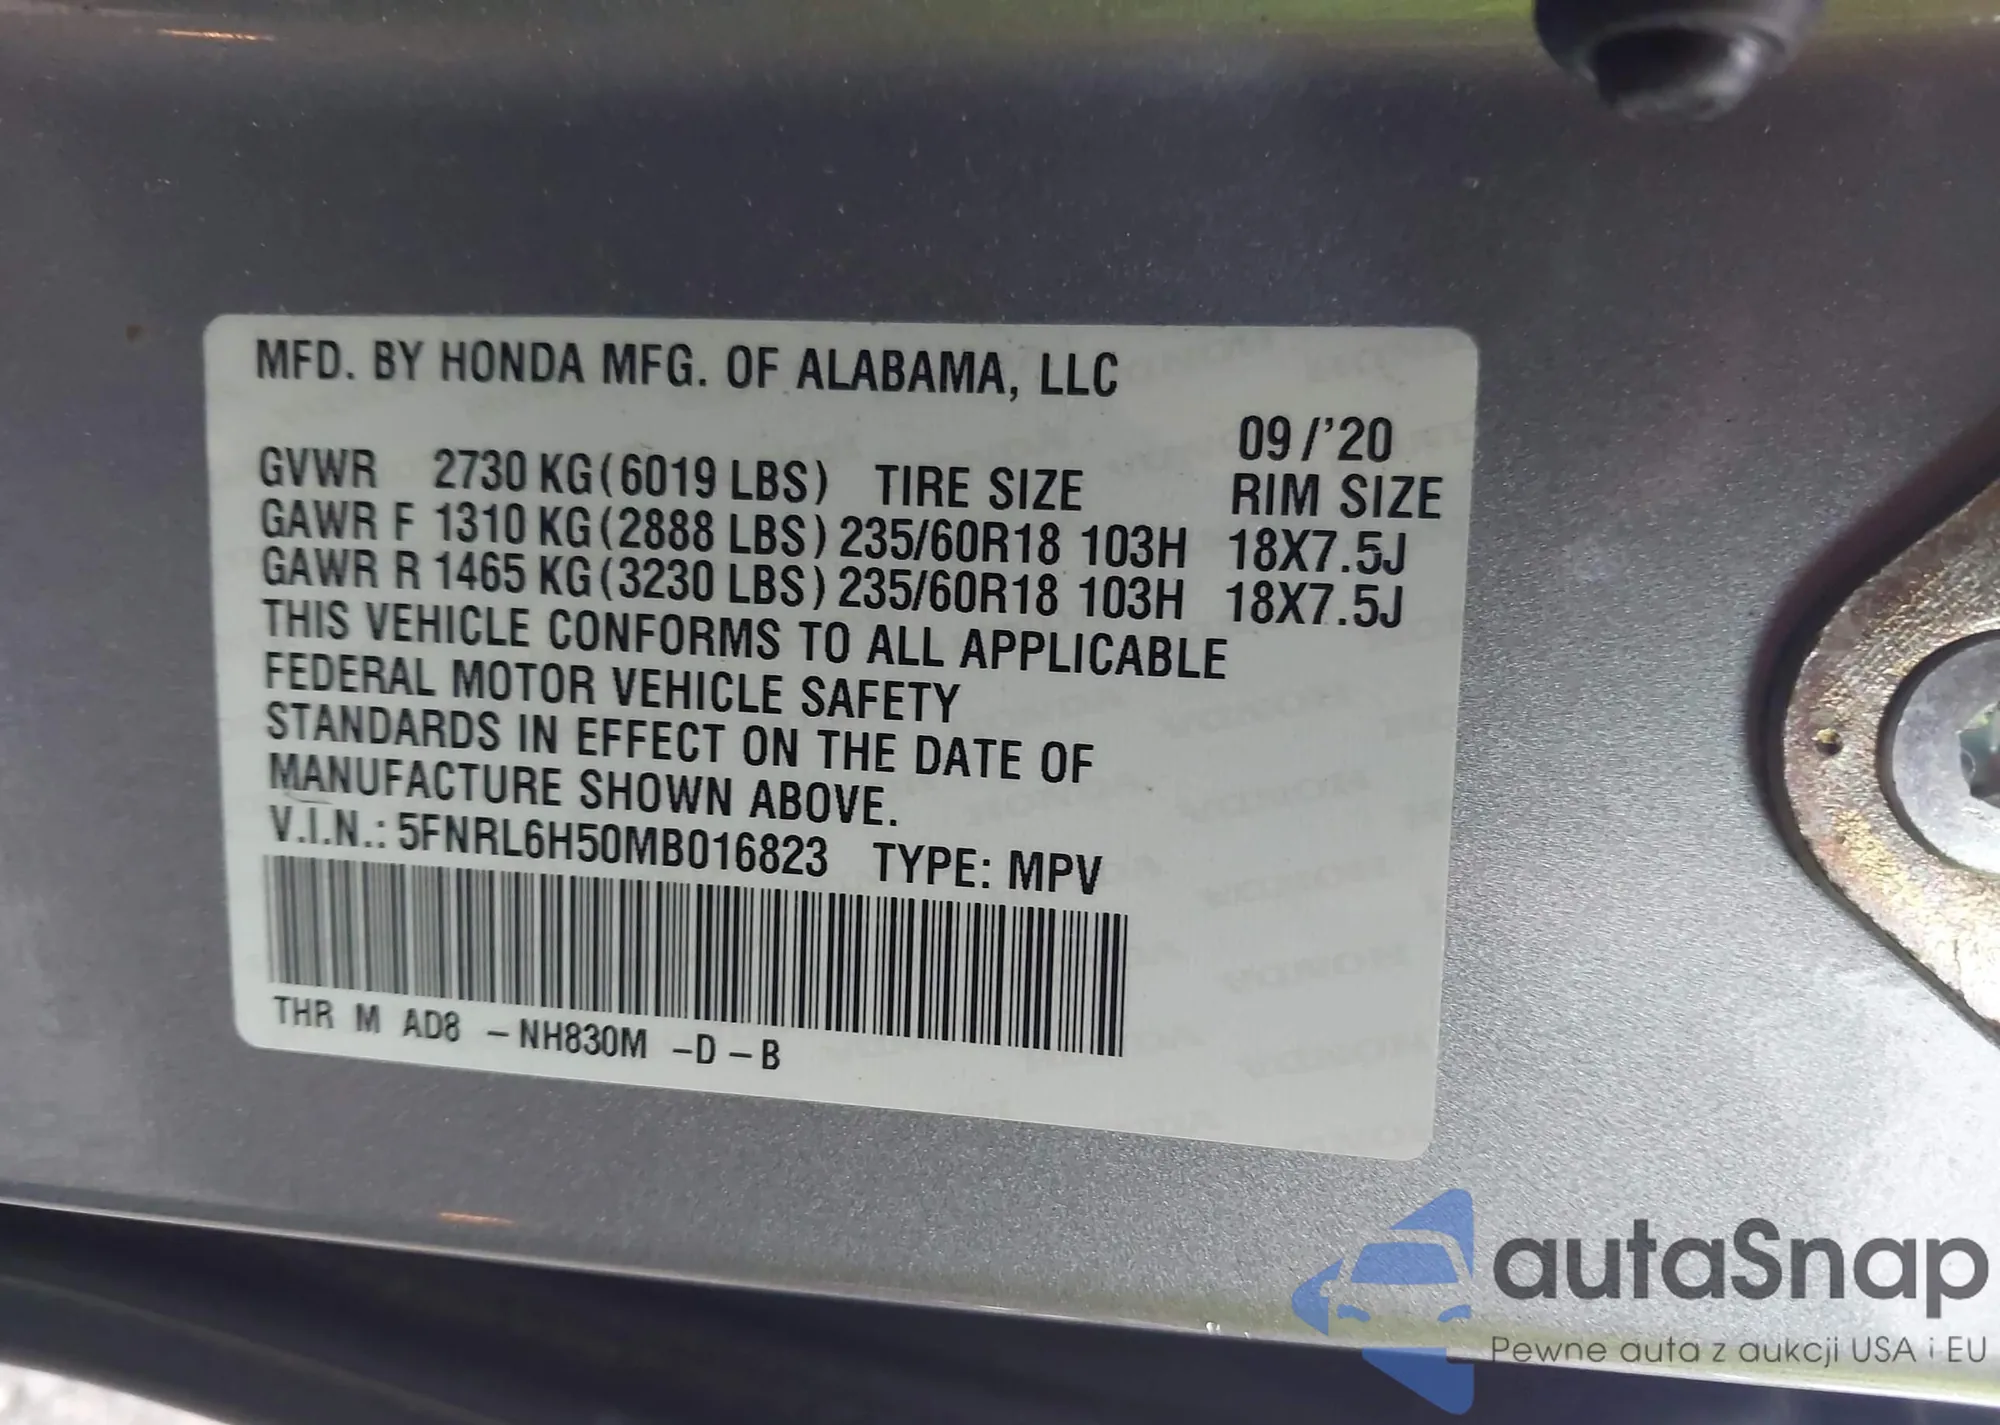 MFD. BY HONDA MFG. OF ALABAMA, LLC
09/'20
GVWR 2730 KG(6019 LBS) TIRE SIZE RIM SIZE
GAWR F 1310 KG(2888 LBS) 235/60R18 103H 18X7.5J
GAWR R 1465 KG(3230 LBS) 235/60R18 103H 18X7.5J
THIS VEHICLE CONFORMS TO ALL APPLICABLE
FEDERAL MOTOR VEHICLE SAFETY
STANDARDS IN EFFECT ON THE DATE OF
MANUFACTURE SHOWN ABOVE.
V.I.N.: 5FNRL6H50MB016823 TYPE: MPV
THR M AD8 -NH830M -D-B
autaSnap
Pewne auta z aukcji USA i EU